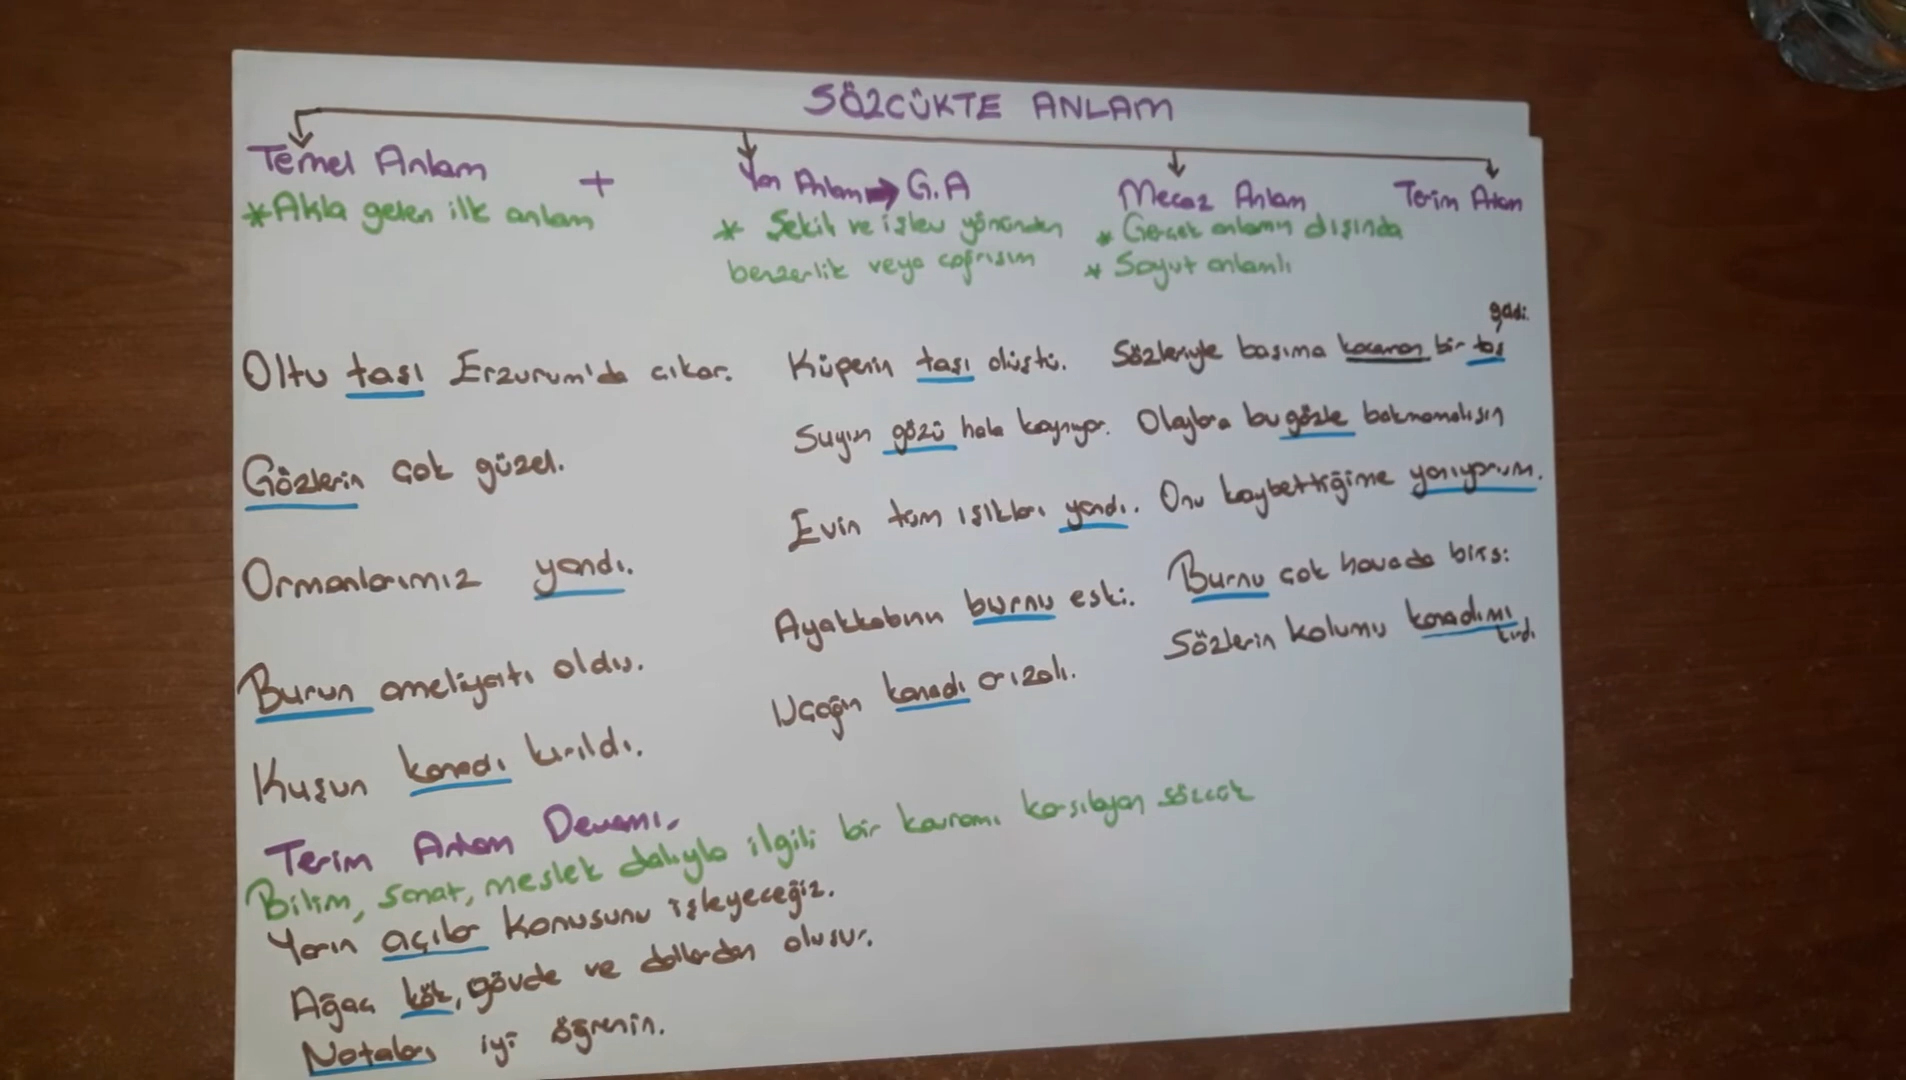 SÖZCÜKTE ANLAM
Temel Anlam + Yan Anlam → G.A
Mecaz Anlam
Terim Anlam
*Akla gelen ilk anlam
* Şekil ve işlev yönünden
benzerlik veya çağrışım
* Gerçek anlamın dışında
* Soyut anlamlı
Oltu taşı Erzurum'da çıkar.
Gözlerin çok güzel.
Ormanlarımız yandı.
Burun ameliyatı oldu.
Kuşun kanadı kırıldı.
Küpenin taşı düştü.
Suyun gözü hala kaynıyor.
Evin tüm ışıkları yandı.
Ayakkabının burnu eski.
Uçağın kanadı arızalı.
Sözleriyle başıma kocaman bir taş
Olaylara bu gözle bakmamalısın
Onu kaybettiğime yanıyorum.
Burnu çok havada birisi
Sözlerin kolumu kanadımı
kırdı.
Terim Anlam Devamı.
Bilim, sanat, meslek dalıyla ilgili bir kavramı karşılayan sözcük
Yarın açılar konusunu işleyeceğiz.
Ağaç kök, gövde ve dallardan oluşur.
Notaları iyi öğrenin.